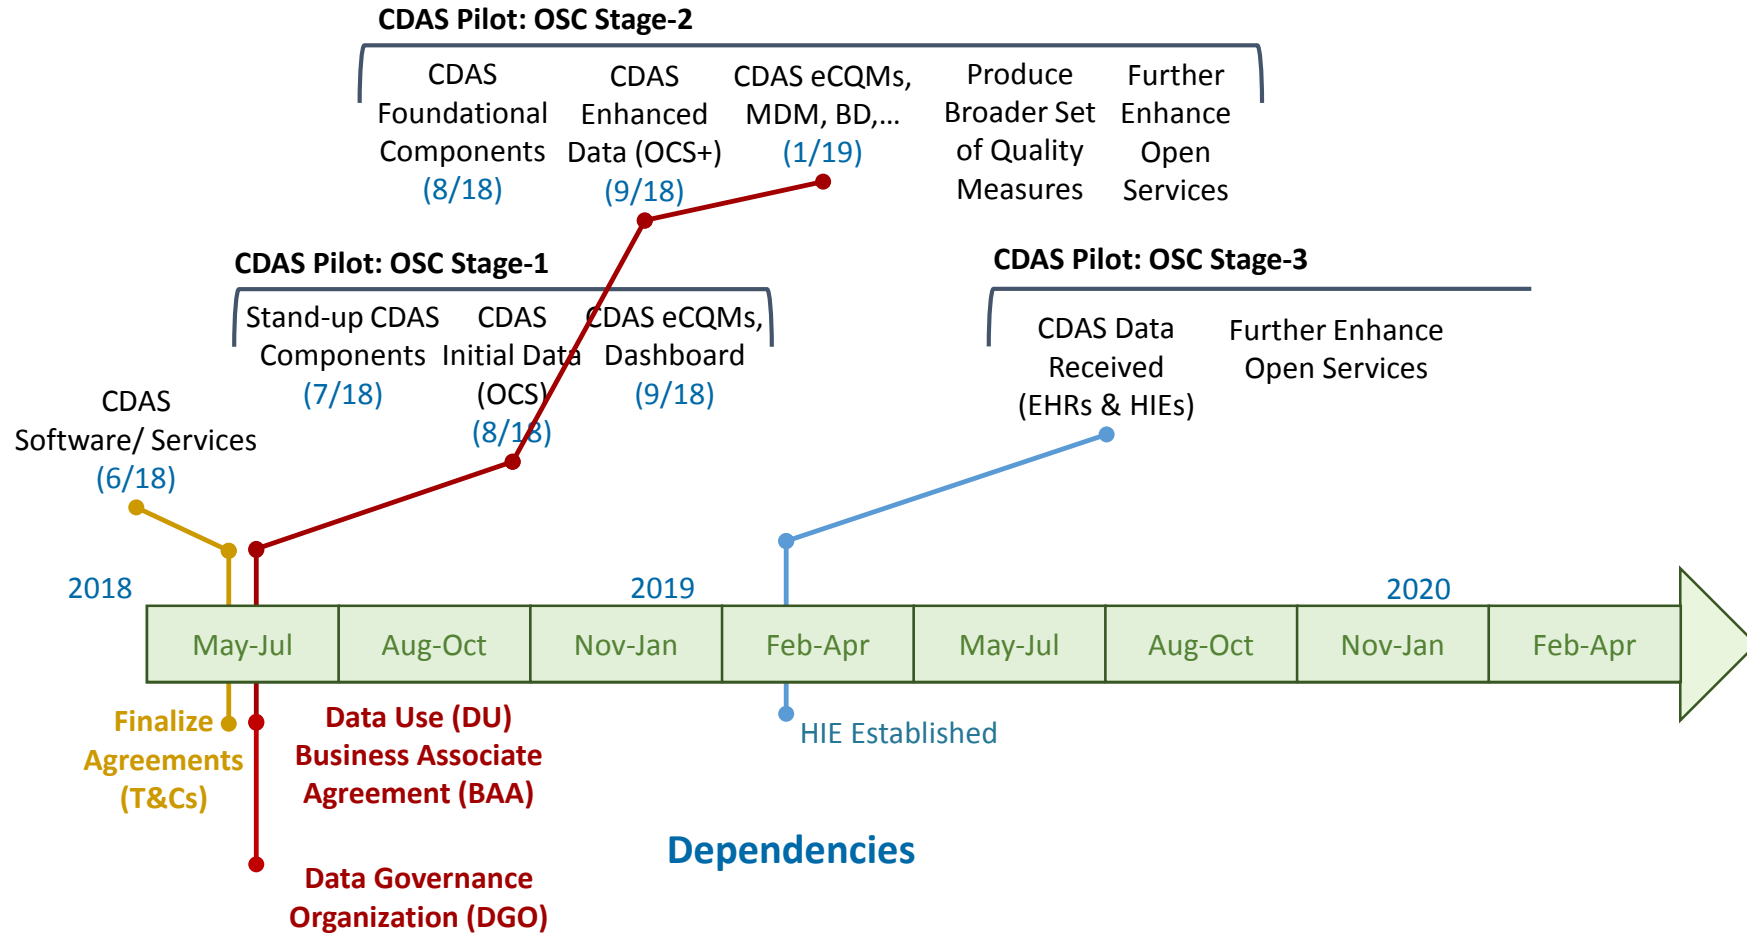 CDAS Pilot: OSC Stage-2
CDAS
Foundational
Components
(8/18)
CDAS
Enhanced
Data (OCS+)
(9/18)
CDAS eCQMs,
MDM, BD,...
(1/19)
Produce
Broader Set
of Quality
Measures
Further
Enhance
Open
Services
CDAS Pilot: OSC Stage-1
Stand-up CDAS
Components
(7/18)
CDAS
Initial Data
(OCS)
(8/18)
CDAS eCQMs,
Dashboard
(9/18)
CDAS Pilot: OSC Stage-3
CDAS Data
Received
(EHRs & HIEs)
Further Enhance
Open Services
CDAS
Software/ Services
(6/18)
2018
2019
2020
May-Jul
Aug-Oct
Nov-Jan
Feb-Apr
May-Jul
Aug-Oct
Nov-Jan
Feb-Apr
Finalize
Agreements
(T&Cs)
Data Use (DU)
Business Associate
Agreement (BAA)
HIE Established
Dependencies
Data Governance
Organization (DGO)